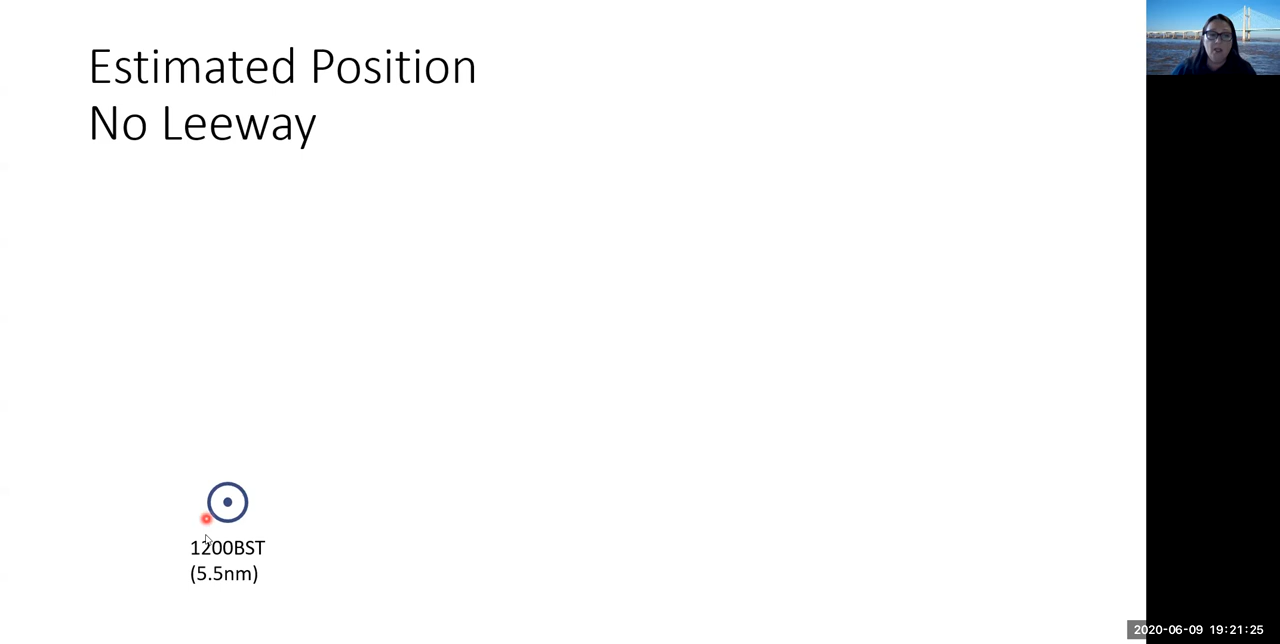 Estimated Position
No Leeway
1200BST
(5.5nm)
2020-06-09 19:21:25